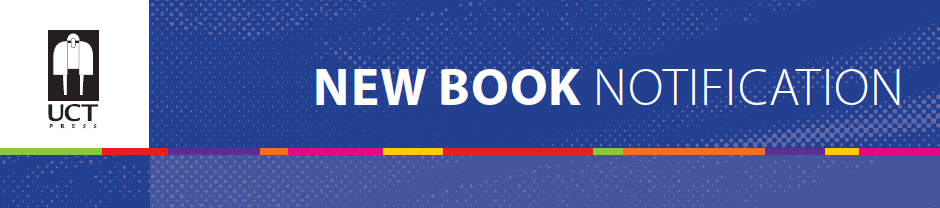 UCT
PRESS
NEW BOOK NOTIFICATION